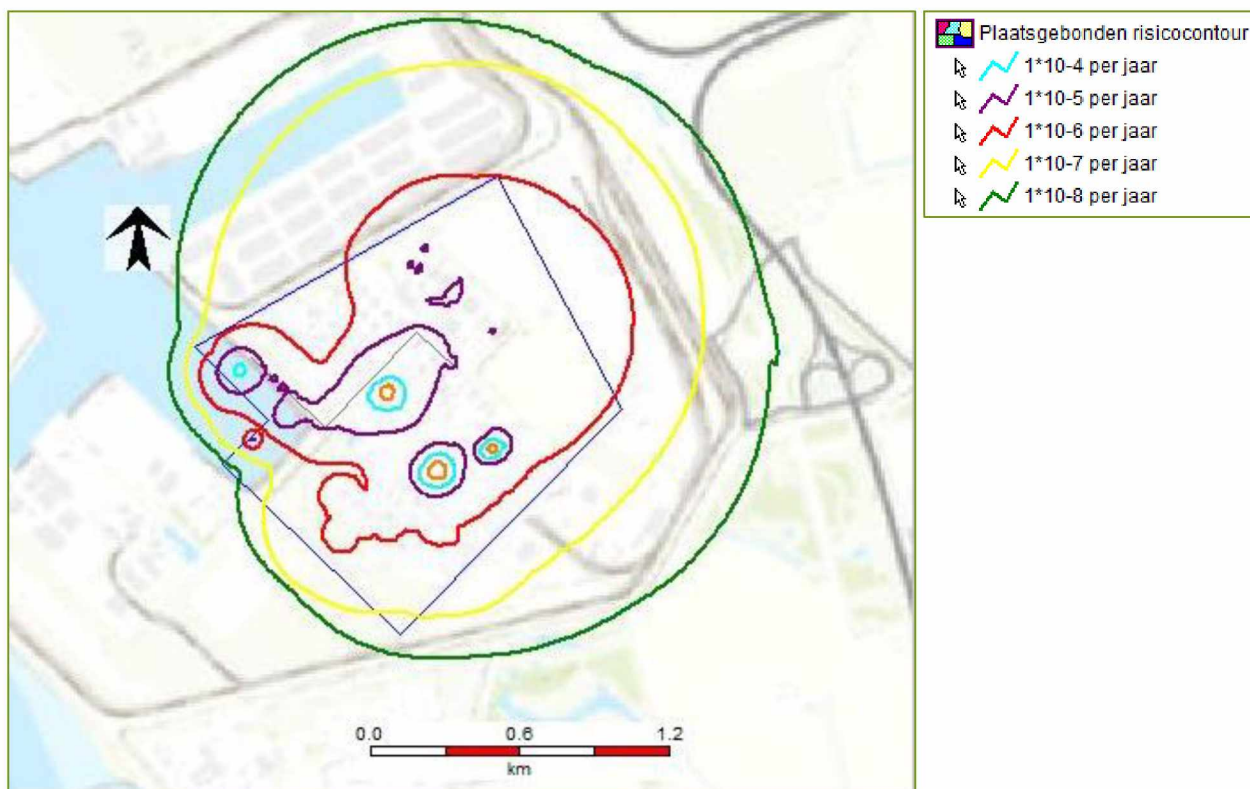 Plaatsgebonden risicocontour
1*10-4 per jaar
1*10-5 per jaar
1*10-6 per jaar
1*10-7 per jaar
1*10-8 per jaar
0.0 0.6 1.2
km